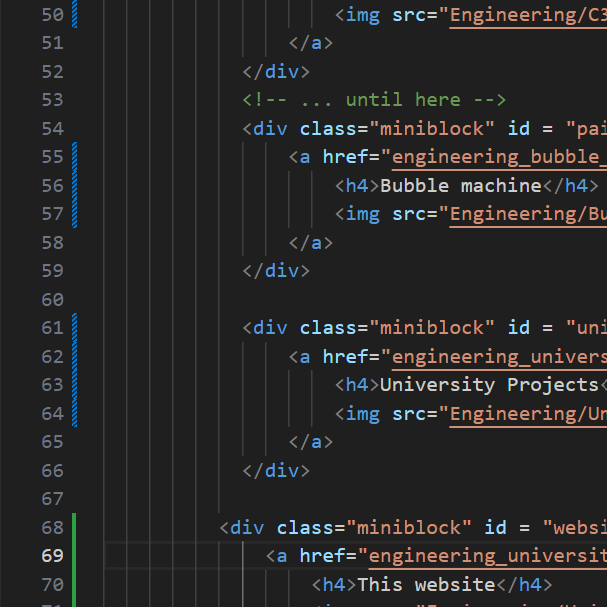 50 <img src="Engineering/C3
51 </a>
52 </div>
53 <!-- ... until here -->
54 <div class="miniblock" id = "pai
55 <a href="engineering_bubble_
56 <h4>Bubble machine</h4>
57 <img src="Engineering/Bu
58 </a>
59 </div>
60
61 <div class="miniblock" id = "uni
62 <a href="engineering_univers
63 <h4>University Projects<
64 <img src="Engineering/Un
65 </a>
66 </div>
67
68 <div class="miniblock" id = "websi
69 <a href="engineering_universit
70 <h4>This website</h4>